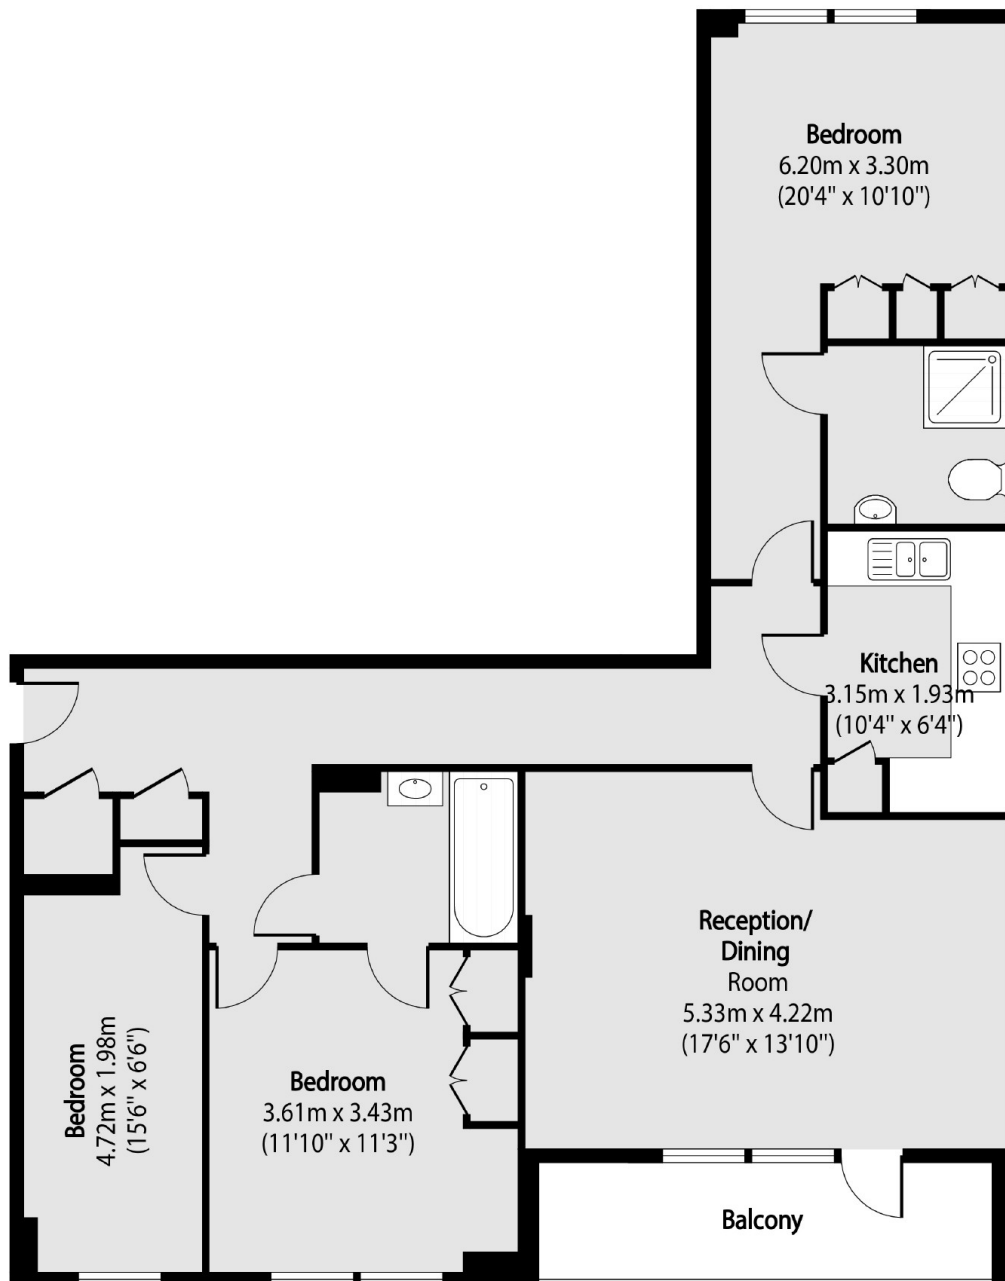 Bedroom
6.20m x 3.30m
(20'4" x 10'10")
Kitchen
3.15m x 1.93m
(10'4" x 6'4")
Reception/
Dining
Room
5.33m x 4.22m
(17'6" x 13'10")
Bedroom
4.72m x 1.98m
(15'6" x 6'6")
Bedroom
3.61m x 3.43m
(11'10" x 11'3")
Balcony